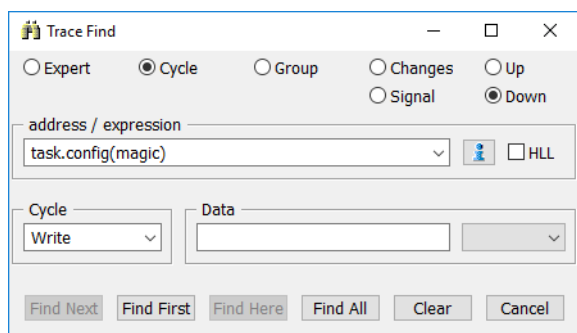 Trace Find
Expert Cycle Group Changes Up
Signal Down
address / expression
task.config(magic) HLL
Cycle Data
Write
Find Next Find First Find Here Find All Clear Cancel